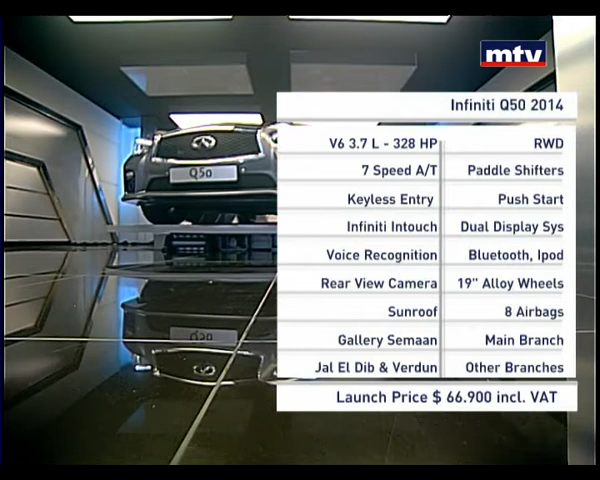 mtv
Infiniti Q50 2014
V6 3.7 L - 328 HP RWD
7 Speed A/T Paddle Shifters
Keyless Entry Push Start
Infiniti Intouch Dual Display Sys
Voice Recognition Bluetooth, Ipod
Rear View Camera 19" Alloy Wheels
Sunroof 8 Airbags
Gallery Semaan Main Branch
Jal El Dib & Verdun Other Branches
Launch Price $ 66.900 incl. VAT
Q50